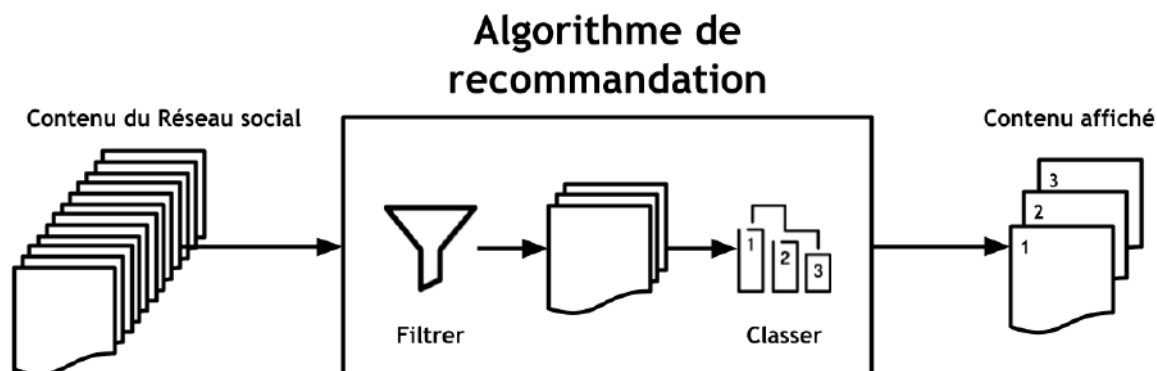 Algorithme de
recommandation
Contenu du Réseau social
Contenu affiché
Filtrer
1
2
3
Classer
3
2
1